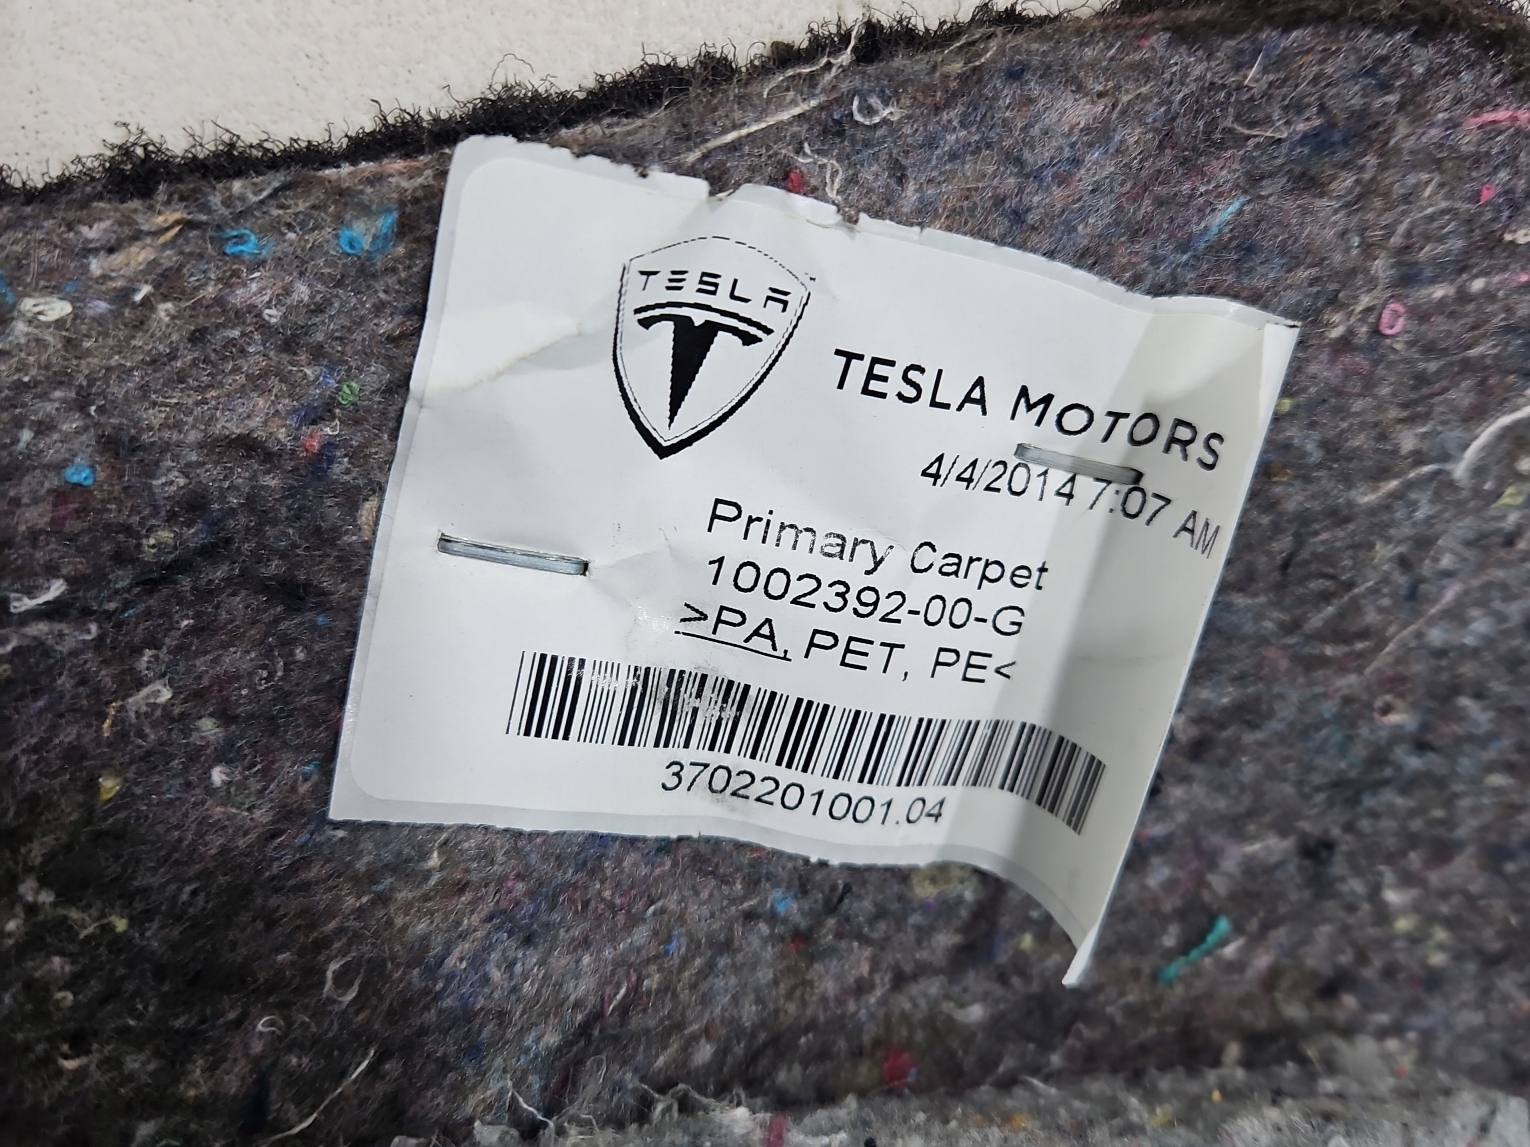 TESLA
TESLA MOTORS
4/4/2014 7:07 AM
Primary Carpet
1002392-00-G
>PA, PET, PE<
3702201001.04